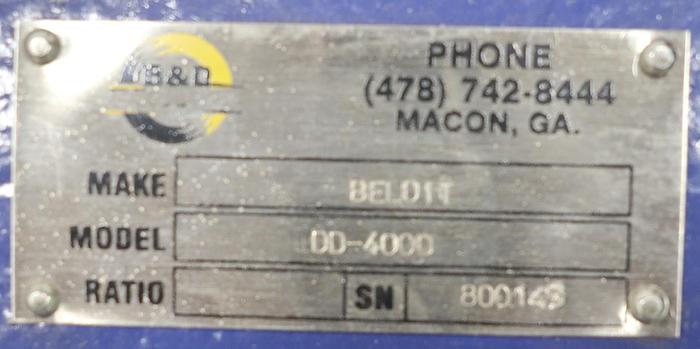 B&D
PHONE
(478) 742-8444
MACON, GA.
MAKE BELOIT
MODEL DD-4000
RATIO SN 800143